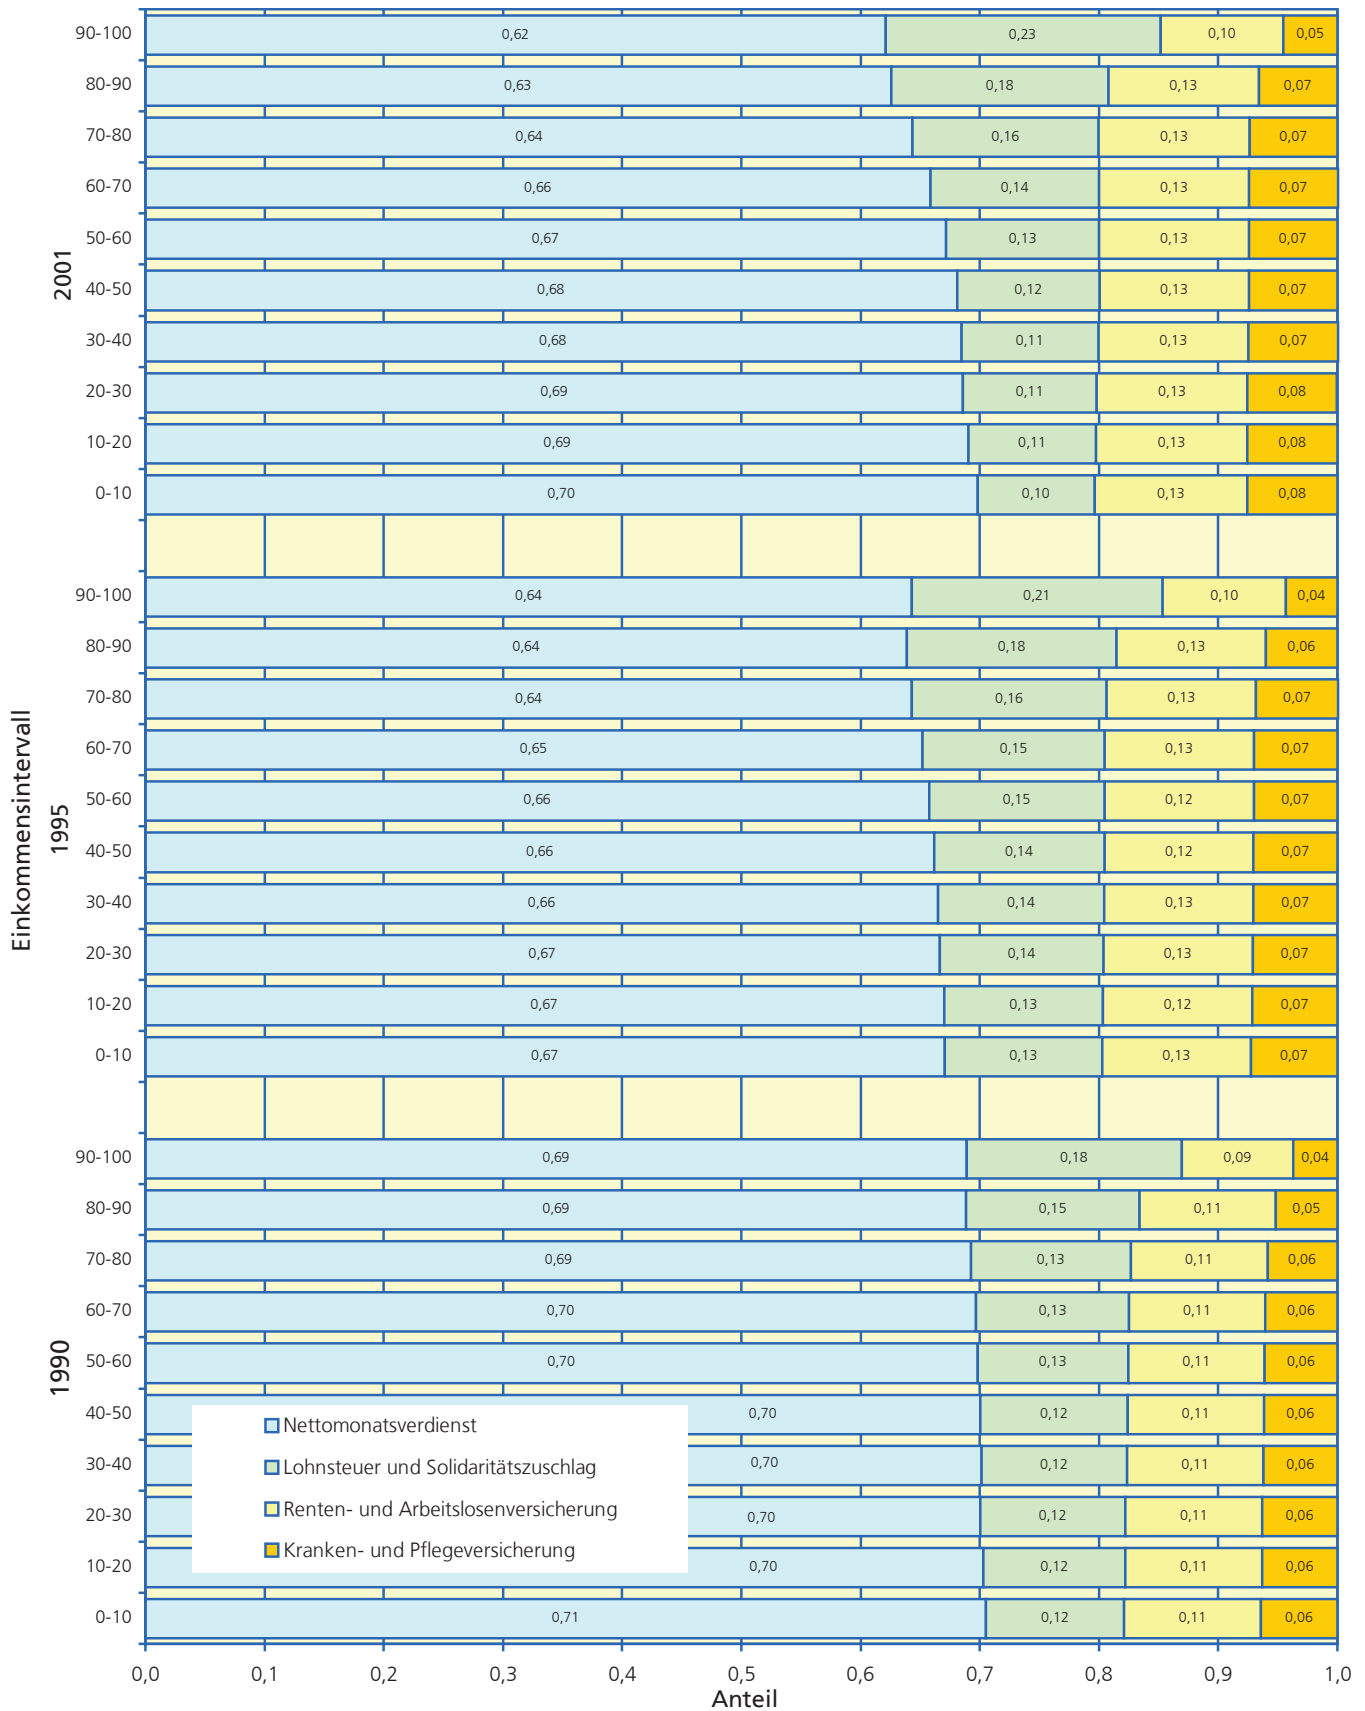 90-100 0,62 0,23 0,10 0,05
80-90 0,63 0,18 0,13 0,07
70-80 0,64 0,16 0,13 0,07
60-70 0,66 0,14 0,13 0,07
50-60 0,67 0,13 0,13 0,07
2001
40-50 0,68 0,12 0,13 0,07
30-40 0,68 0,11 0,13 0,07
20-30 0,69 0,11 0,13 0,08
10-20 0,69 0,11 0,13 0,08
0-10 0,70 0,10 0,13 0,08
90-100 0,64 0,21 0,10 0,04
80-90 0,64 0,18 0,13 0,06
70-80 0,64 0,16 0,13 0,07
Einkommensintervall
60-70 0,65 0,15 0,13 0,07
50-60 0,66 0,15 0,12 0,07
1995
40-50 0,66 0,14 0,12 0,07
30-40 0,66 0,14 0,13 0,07
20-30 0,67 0,14 0,13 0,07
10-20 0,67 0,13 0,12 0,07
0-10 0,67 0,13 0,13 0,07
90-100 0,69 0,18 0,09 0,04
80-90 0,69 0,15 0,11 0,05
70-80 0,69 0,13 0,11 0,06
60-70 0,70 0,13 0,11 0,06
50-60 0,70 0,13 0,11 0,06
1990
40-50 0,70 0,12 0,11 0,06
Nettomonatsverdienst
30-40 0,70 0,12 0,11 0,06
Lohnsteuer und Solidaritätszuschlag
20-30 0,70 0,12 0,11 0,06
Renten- und Arbeitslosenversicherung
10-20 0,70 0,12 0,11 0,06
Kranken- und Pflegeversicherung
0-10 0,71 0,12 0,11 0,06
0,0 0,1 0,2 0,3 0,4 0,5 0,6 0,7 0,8 0,9 1,0
Anteil